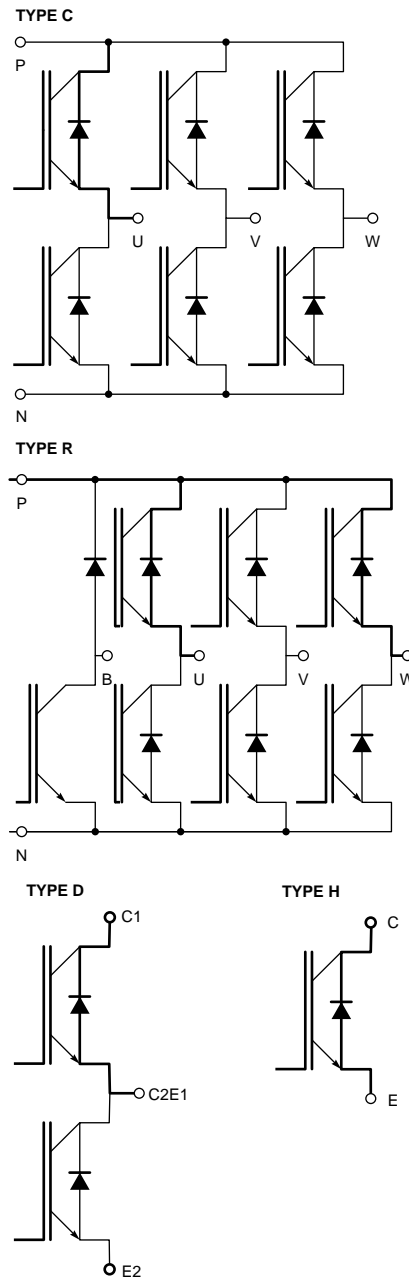 TYPE C
P
U V W
N
TYPE R
P
B U V W
N
TYPE D TYPE H
C1 C
C2E1 E
E2